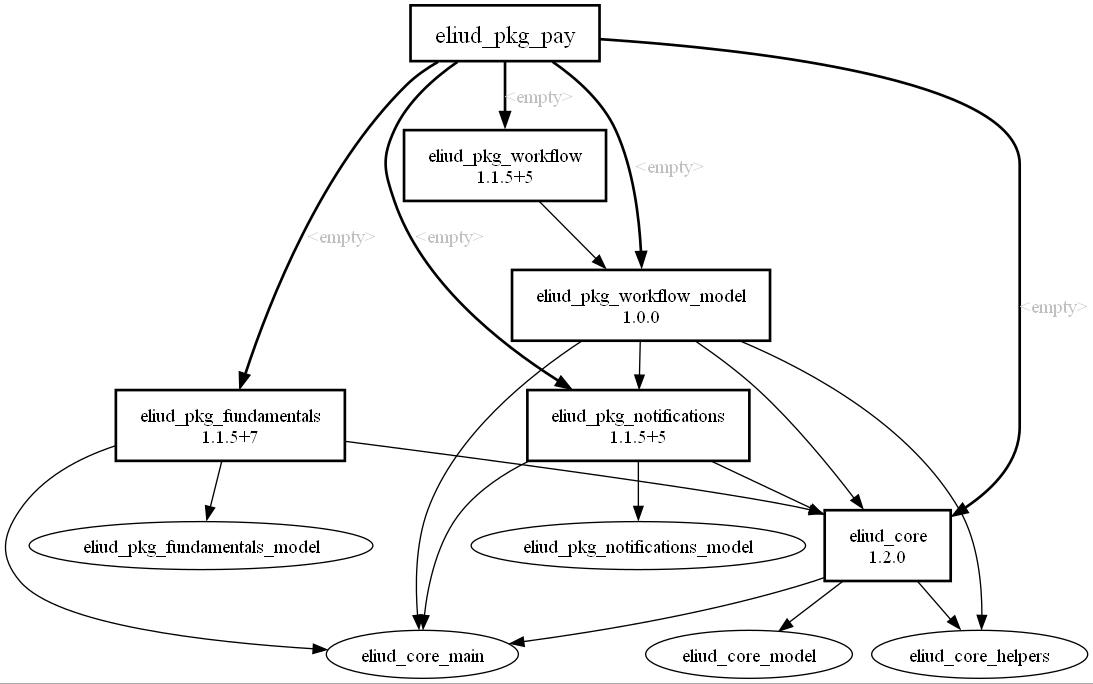 eliud_pkg_pay
<empty>
eliud_pkg_workflow
1.1.5+5
<empty>
<empty>
<empty>
eliud_pkg_workflow_model
1.0.0
<empty>
eliud_pkg_fundamentals
1.1.5+7
eliud_pkg_notifications
1.1.5+5
eliud_core
1.2.0
eliud_pkg_fundamentals_model
eliud_pkg_notifications_model
eliud_core_main
eliud_core_model
eliud_core_helpers